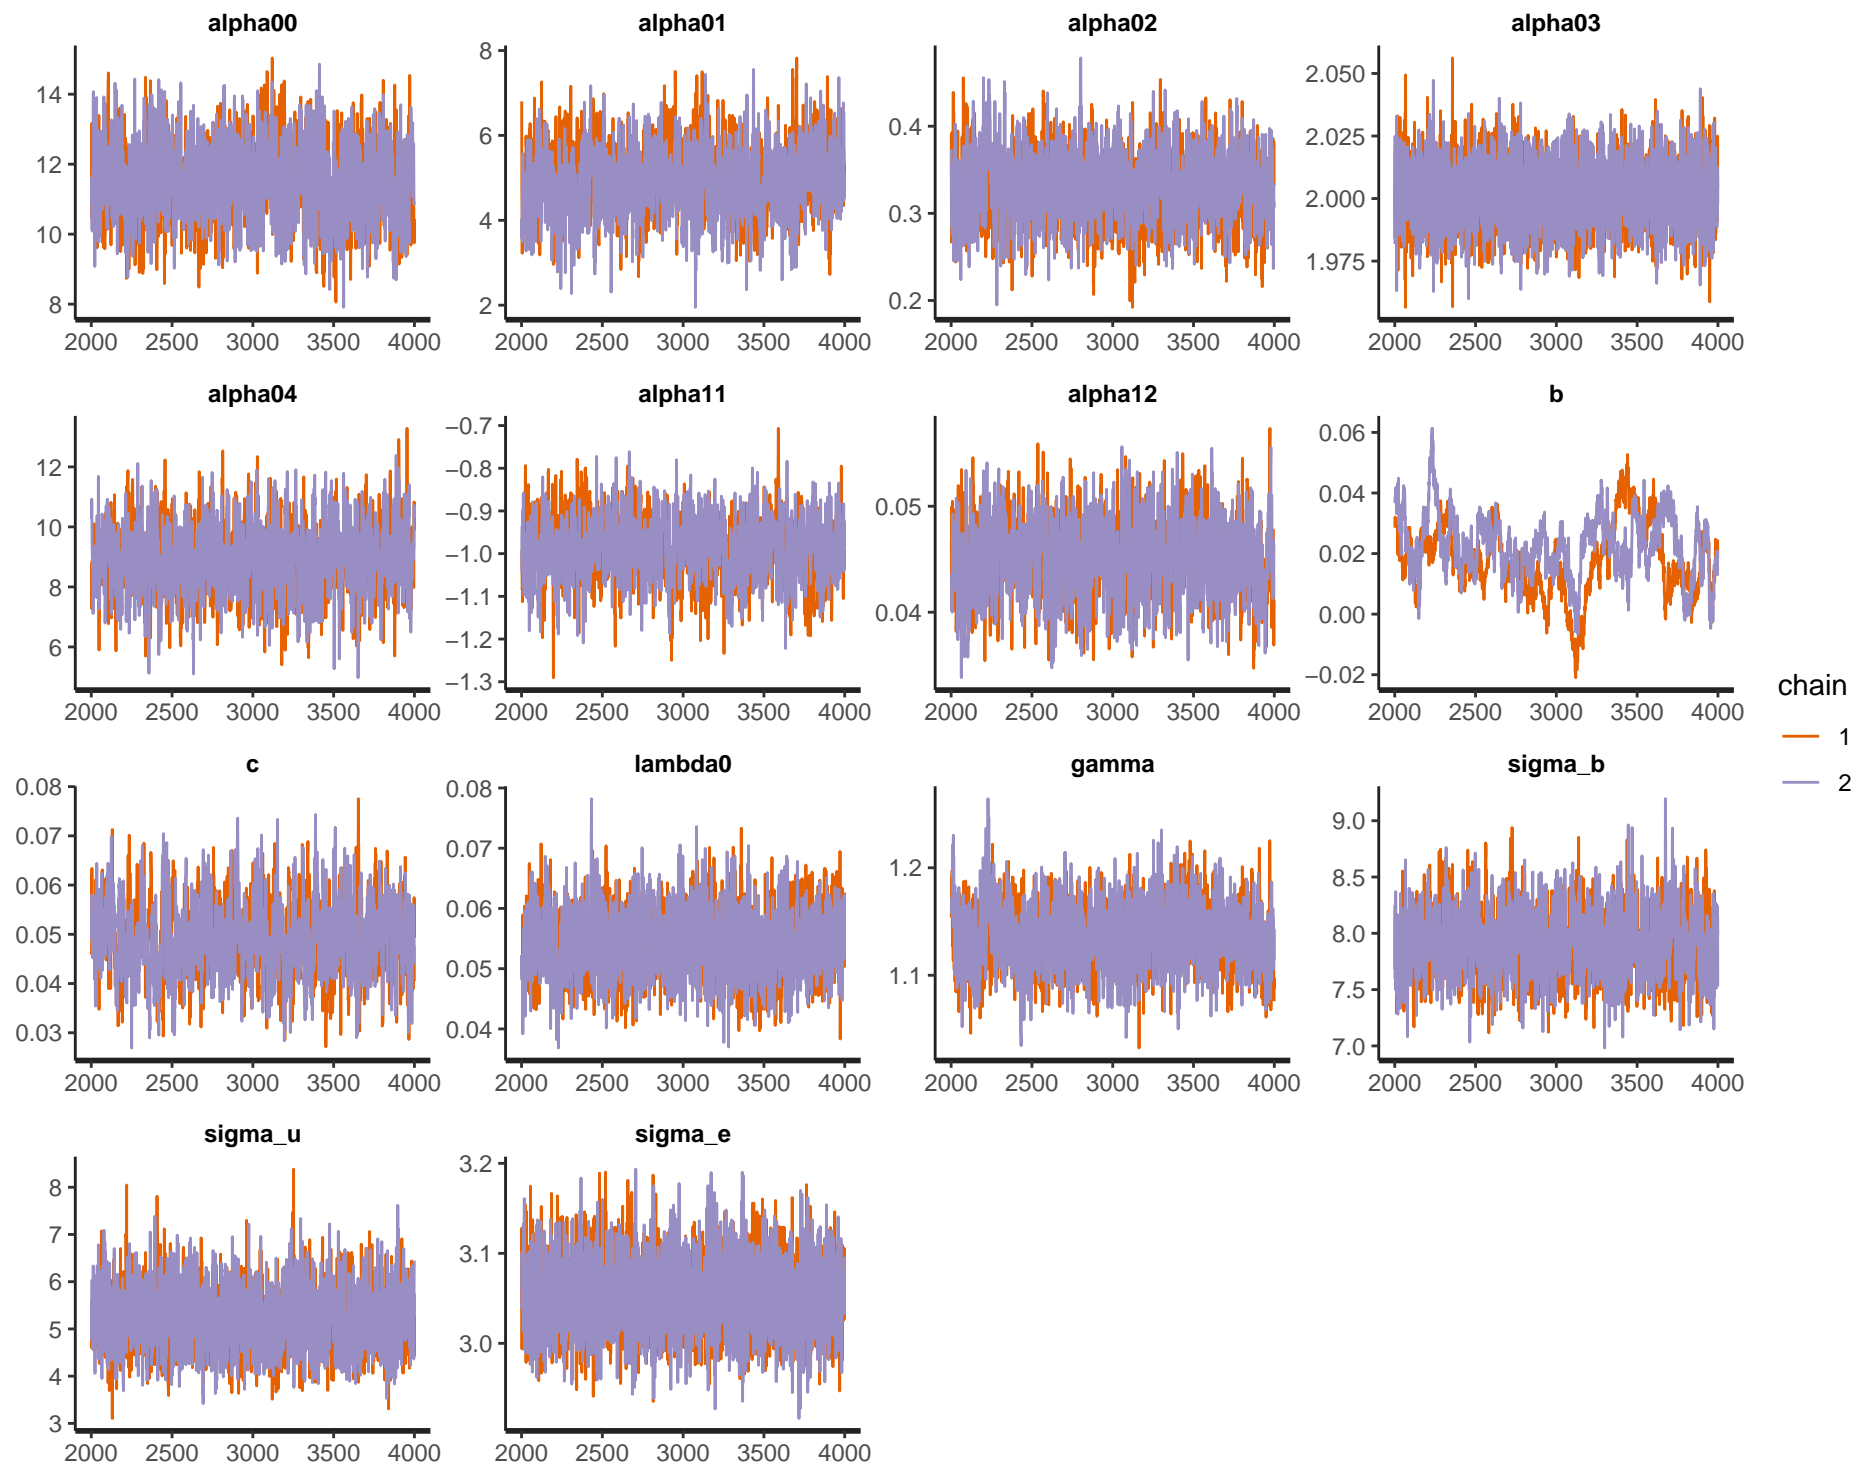 alpha00 alpha01 alpha02 alpha03
14 12 10 8
8 6 4 2
0.4 0.3 0.2
2.050 2.025 2.000 1.975
2000 2500 3000 3500 4000 2000 2500 3000 3500 4000 2000 2500 3000 3500 4000 2000 2500 3000 3500 4000
alpha04 alpha11 alpha12 b
12 10 8 6
−0.7 −0.8 −0.9 −1.0 −1.1 −1.2 −1.3
0.05 0.04
0.06 0.04 0.02 0.00 −0.02
2000 2500 3000 3500 4000 2000 2500 3000 3500 4000 2000 2500 3000 3500 4000 2000 2500 3000 3500 4000
chain
1
2
c lambda0 gamma sigma_b
0.08 0.07 0.06 0.05 0.04 0.03
0.08 0.07 0.06 0.05 0.04
1.2 1.1
9.0 8.5 8.0 7.5 7.0
2000 2500 3000 3500 4000 2000 2500 3000 3500 4000 2000 2500 3000 3500 4000 2000 2500 3000 3500 4000
sigma_u sigma_e
8 7 6 5 4 3
3.2 3.1 3.0
2000 2500 3000 3500 4000 2000 2500 3000 3500 4000